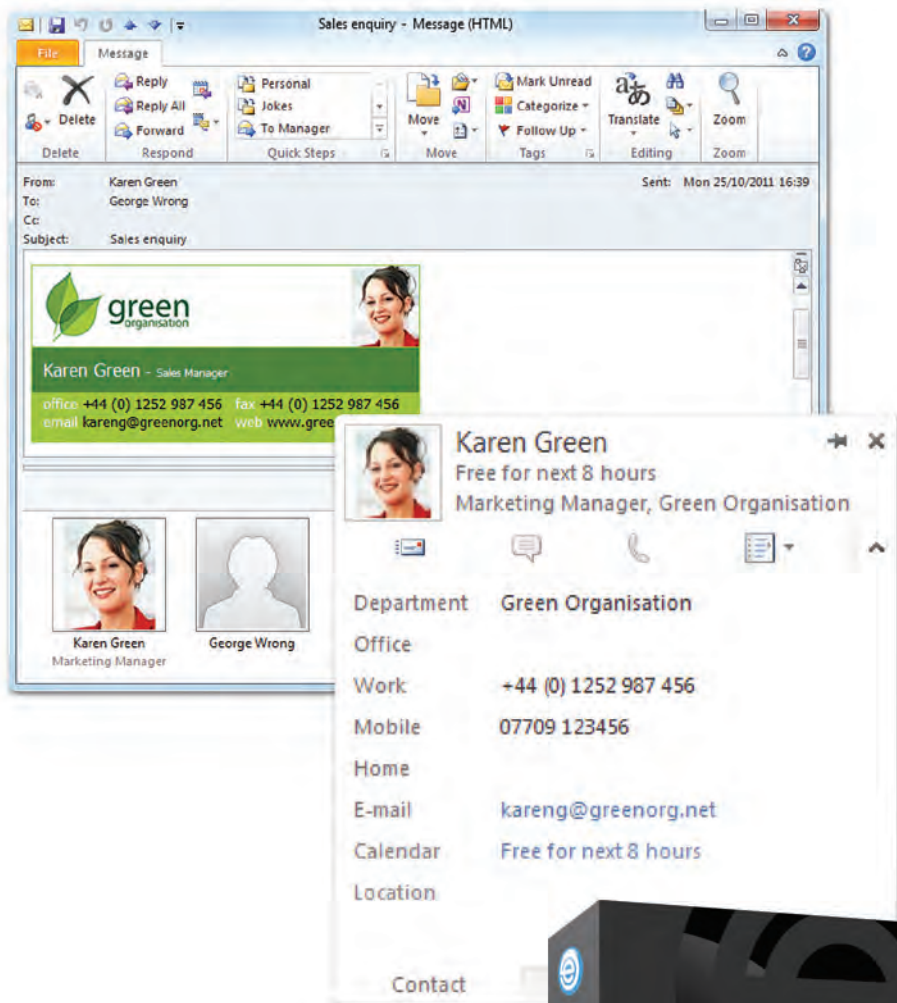 Sales enquiry - Message (HTML)
File Message
Delete
Reply
Reply All
Forward
Personal
Jokes
To Manager
Move
Mark Unread
Categorize
Follow Up
Translate
Zoom
Delete Respond Quick Steps Move Tags Editing Zoom
From: Karen Green Sent: Mon 25/10/2011 16:39
To: George Wrong
Cc:
Subject: Sales enquiry
green
organisation
Karen Green - Sales Manager
office +44 (0) 1252 987 456 fax +44 (0) 1252 987 456
email kareng@greenorg.net web www.gree
Karen Green
Marketing Manager
George Wrong
Karen Green
Free for next 8 hours
Marketing Manager, Green Organisation
Department Green Organisation
Office
Work +44 (0) 1252 987 456
Mobile 07709 123456
Home
E-mail kareng@greenorg.net
Calendar Free for next 8 hours
Location
Contact